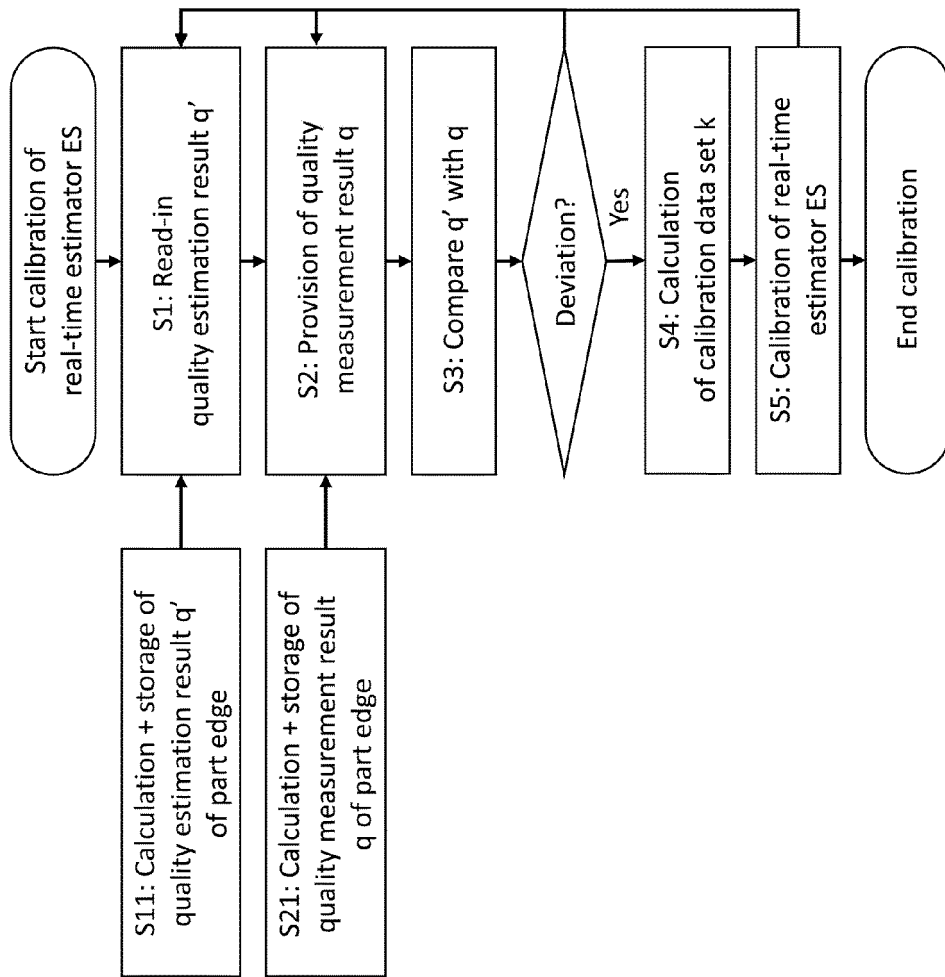 Start calibration of
real-time estimator ES
S11: Calculation + storage of
quality estimation result q'
of part edge
S1: Read-in
quality estimation result q'
S21: Calculation + storage of
quality measurement result
q of part edge
S2: Provision of quality
measurement result q
S3: Compare q' with q
Deviation?
Yes
S4: Calculation
of calibration data set k
S5: Calibration of real-time
estimator ES
End calibration